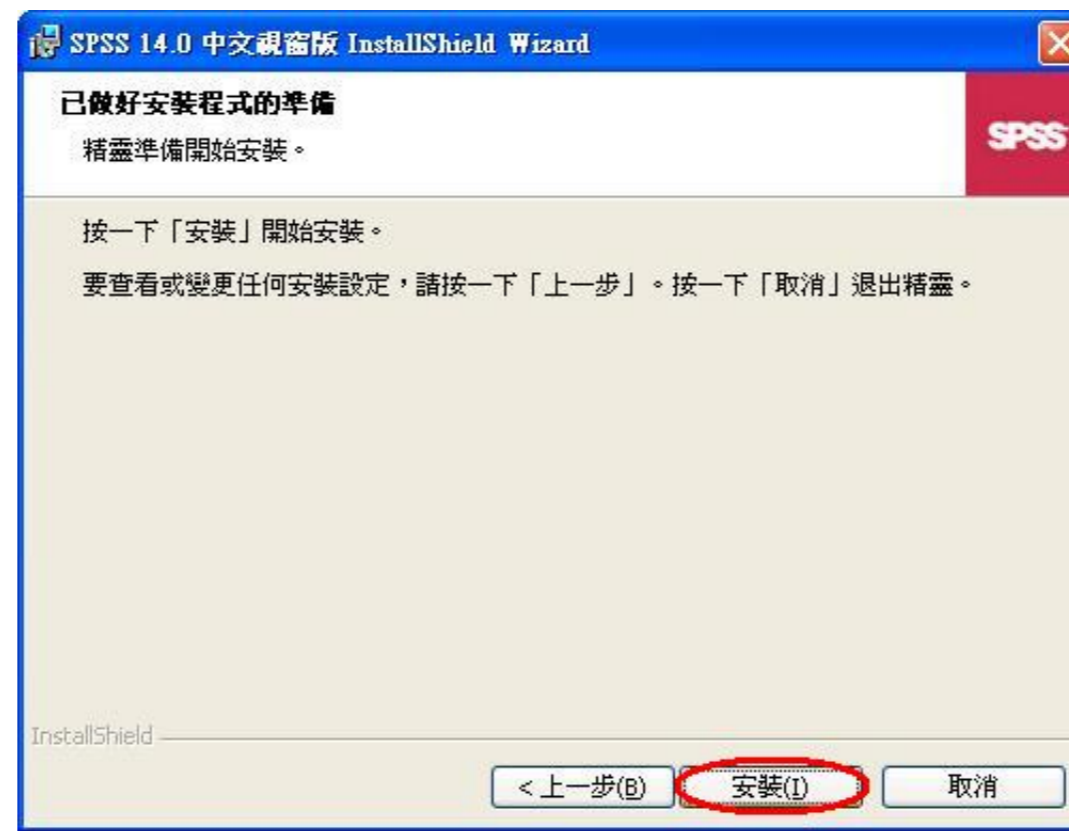 SPSS 14.0 中文視窗版 InstallShield Wizard
已做好安裝程式的準備
精靈準備開始安裝。
SPSS
按一下「安裝」開始安裝。
要查看或變更任何安裝設定，請按一下「上一步」。按一下「取消」退出精靈。
InstallShield
< 上一步(B) 安裝(I) 取消